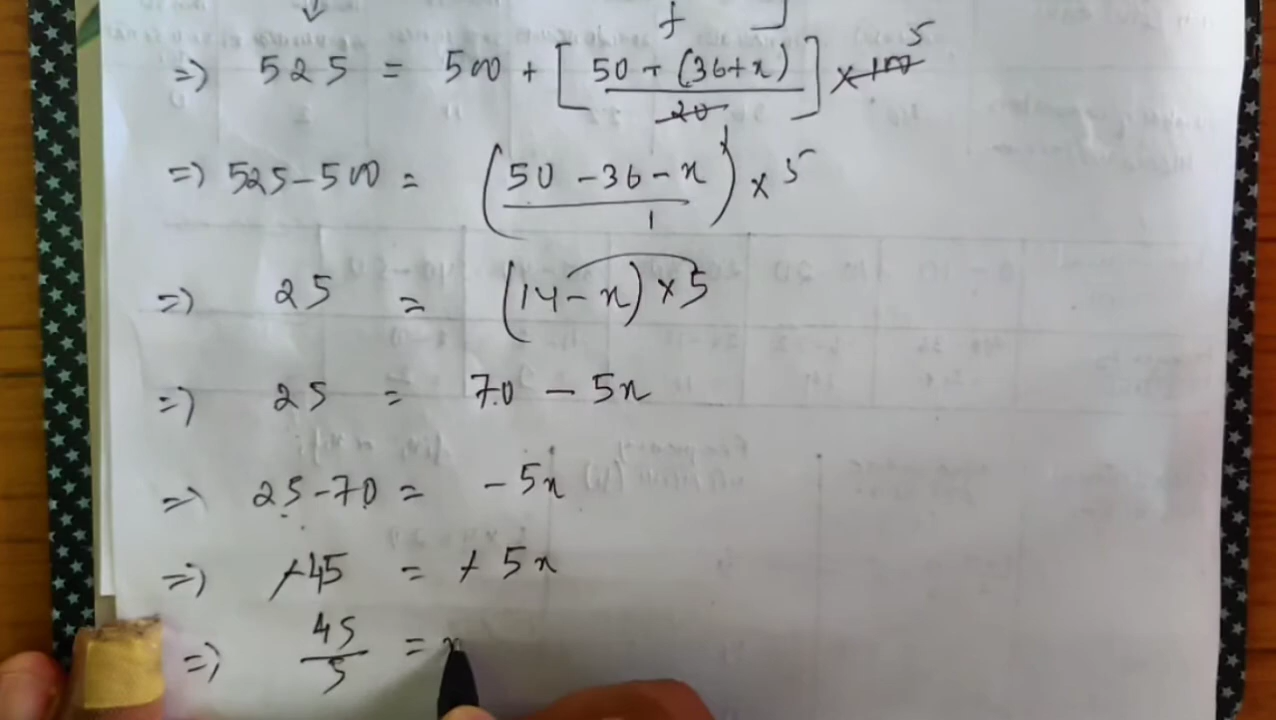 f ]
=> 525 = 500 + [ 50 - (36+x) / 20 ] × 100 5
=> 525-500 = ( 50 - 36 - x / 1 ) × 5
=> 25 = (14 - x) × 5
=> 25 = 70 - 5x
=> 25-70 = - 5x
=> -45 = - 5x
=> 45 / 5 = x